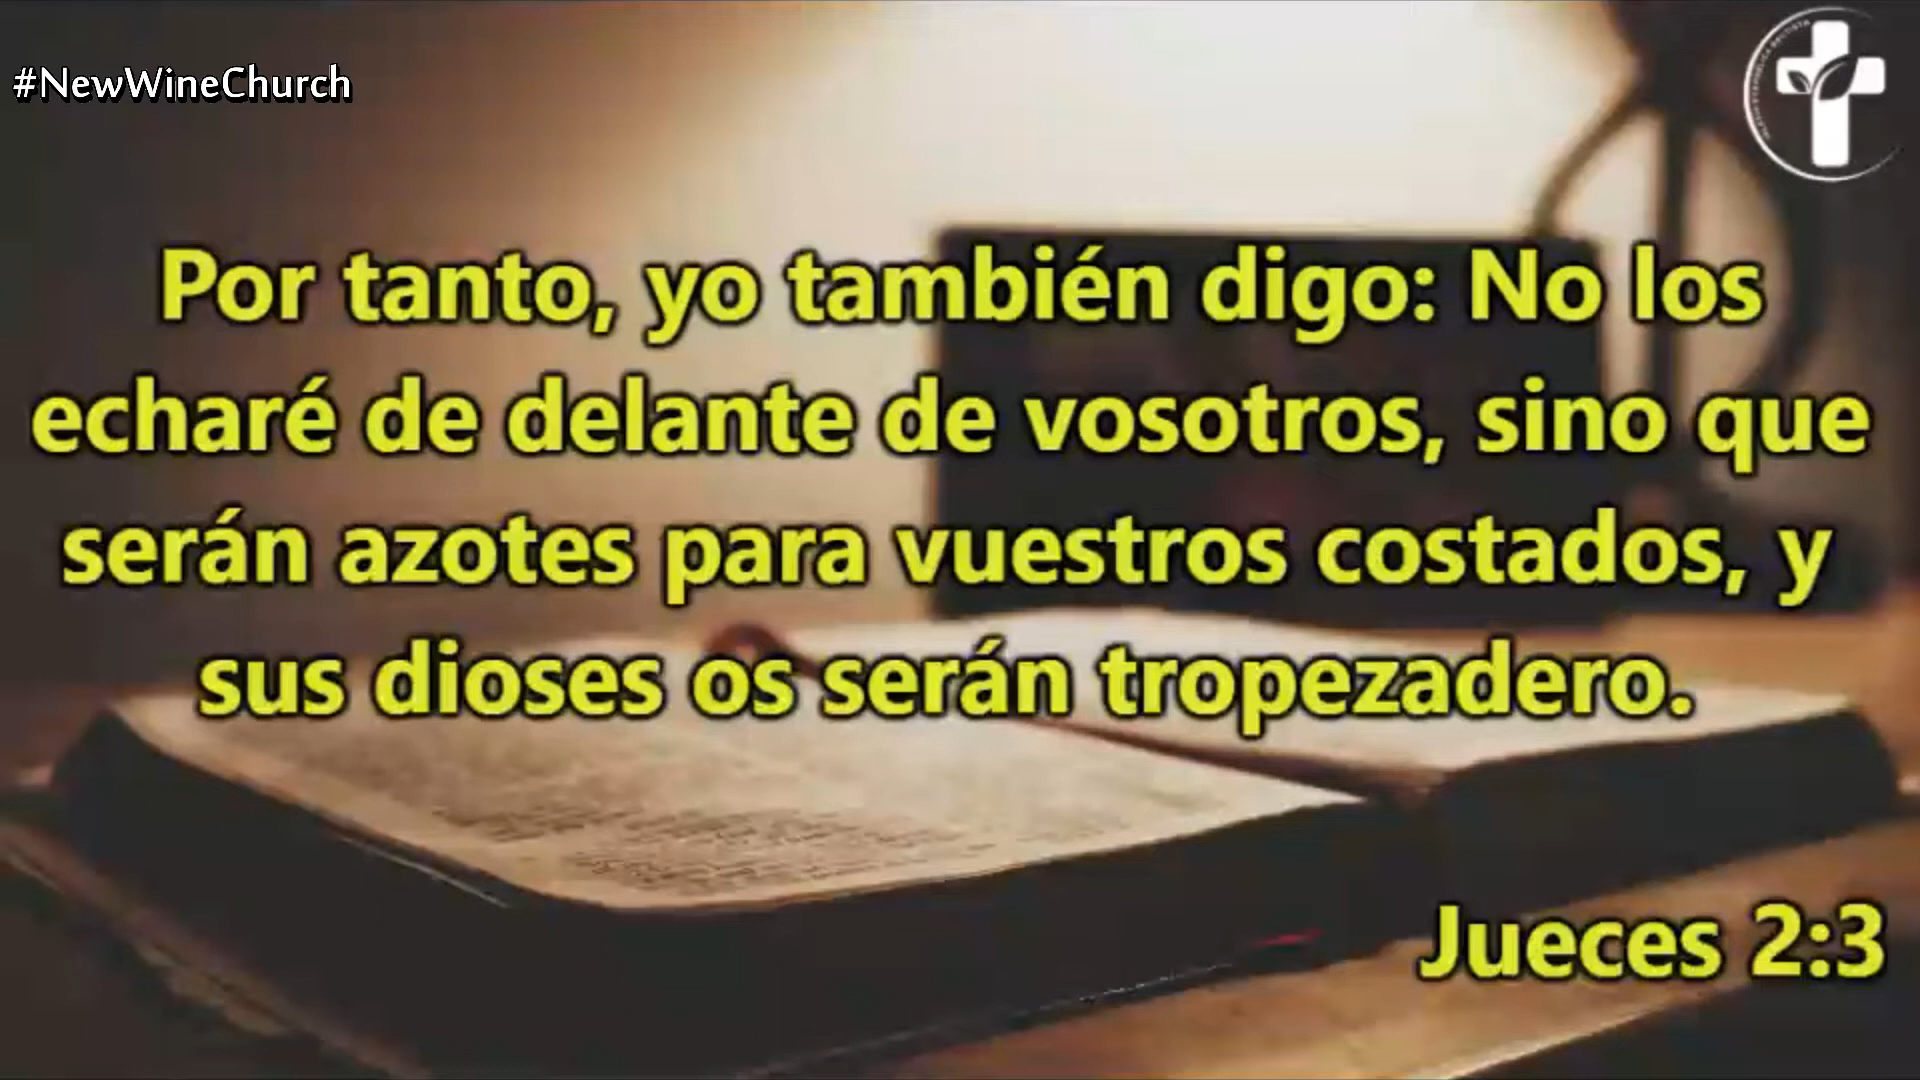 #NewWineChurch
Por tanto, yo también digo: No los
echaré de delante de vosotros, sino que
serán azotes para vuestros costados, y
sus dioses os serán tropezadero.
Jueces 2:3